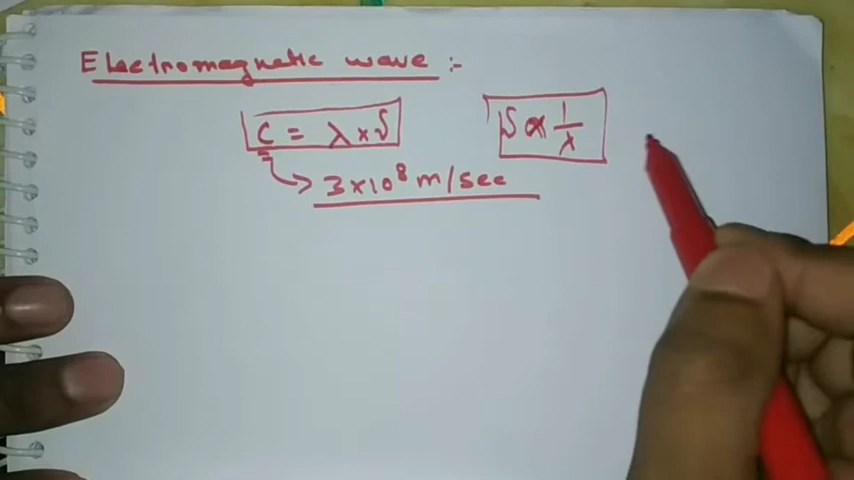 Electromagnetic wave :-
C = λ × ν
ν ∝ 1/λ
3×10⁸ m/sec